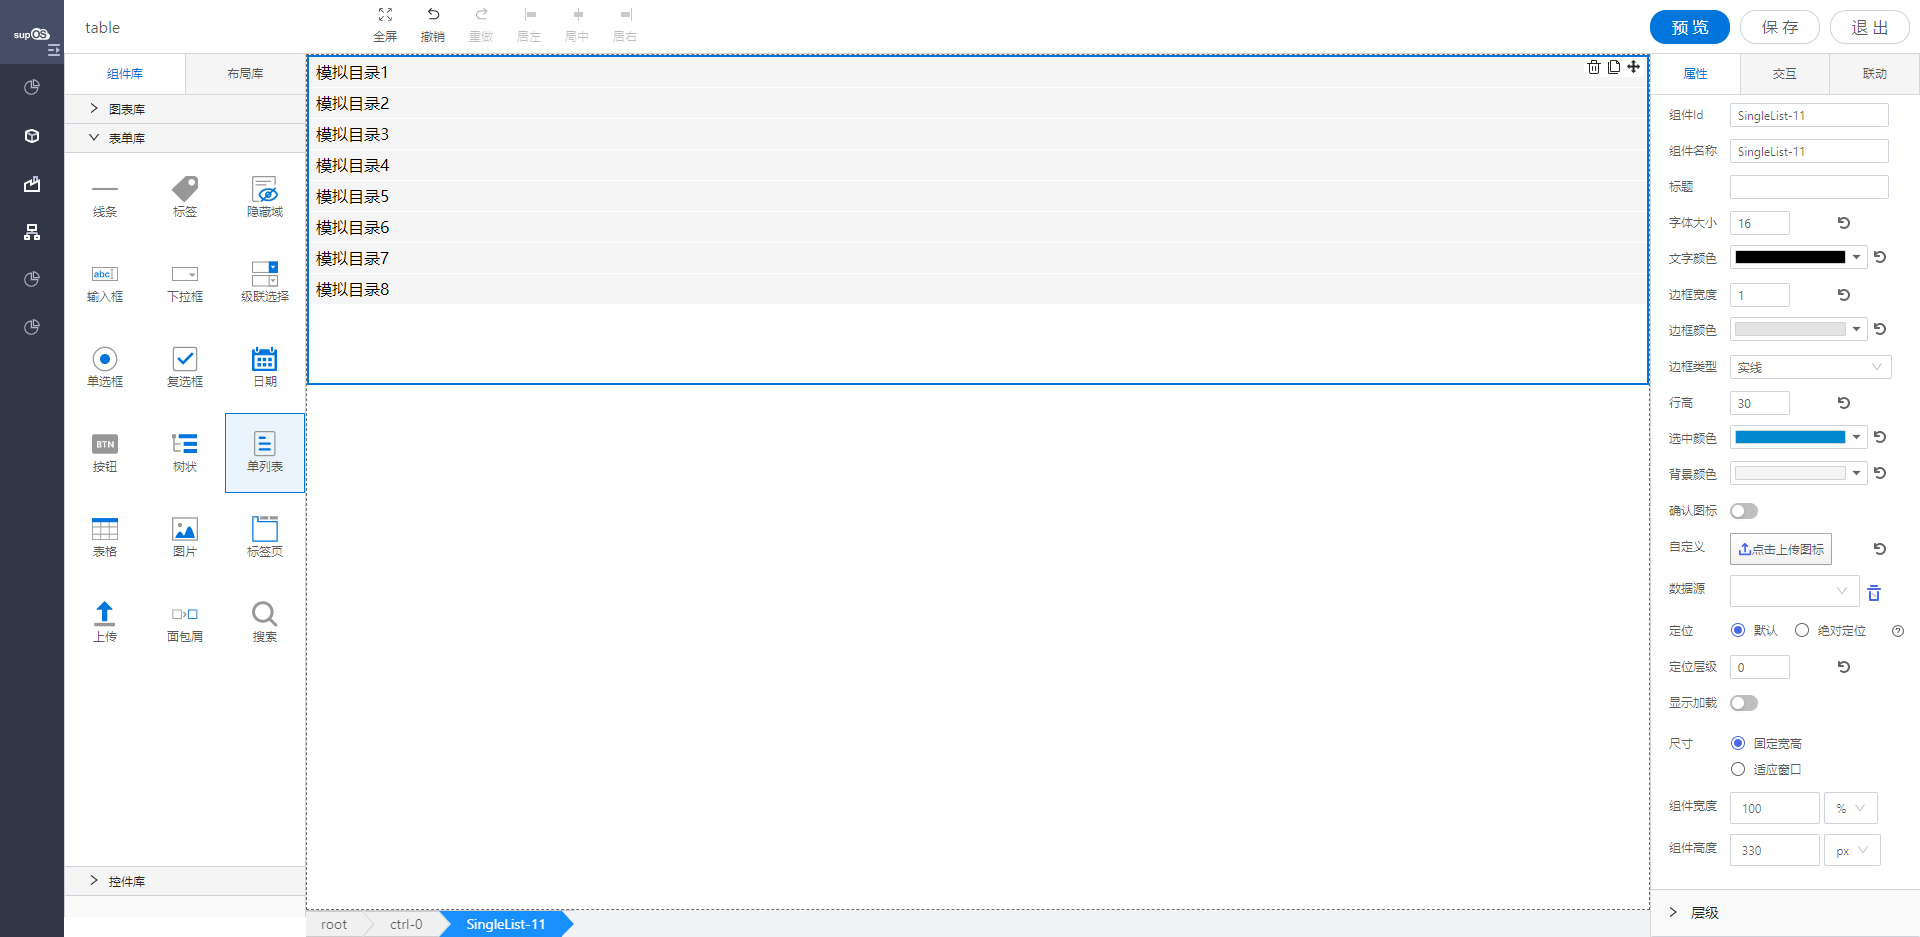 supOS
table
全屏
撤销
重做
居左
局中
居右
预 览
保 存
退 出
组件库
布局库
图表库
表单库
线条
标签
隐藏域
abc
输入框
下拉框
级联选择
单选框
复选框
日期
BTN
按钮
树状
单列表
表格
图片
标签页
上传
面包屑
搜索
控件库
模拟目录1
模拟目录2
模拟目录3
模拟目录4
模拟目录5
模拟目录6
模拟目录7
模拟目录8
root
ctrl-0
SingleList-11
属性
交互
联动
组件Id SingleList-11
组件名称 SingleList-11
标题
字体大小 16
文字颜色
边框宽度 1
边框颜色
边框类型 实线
行高 30
选中颜色
背景颜色
确认图标
自定义 点击上传图标
数据源
定位 默认 绝对定位
定位层级 0
显示加载
尺寸 固定宽高
适应窗口
组件宽度 100 %
组件高度 330 px
层级